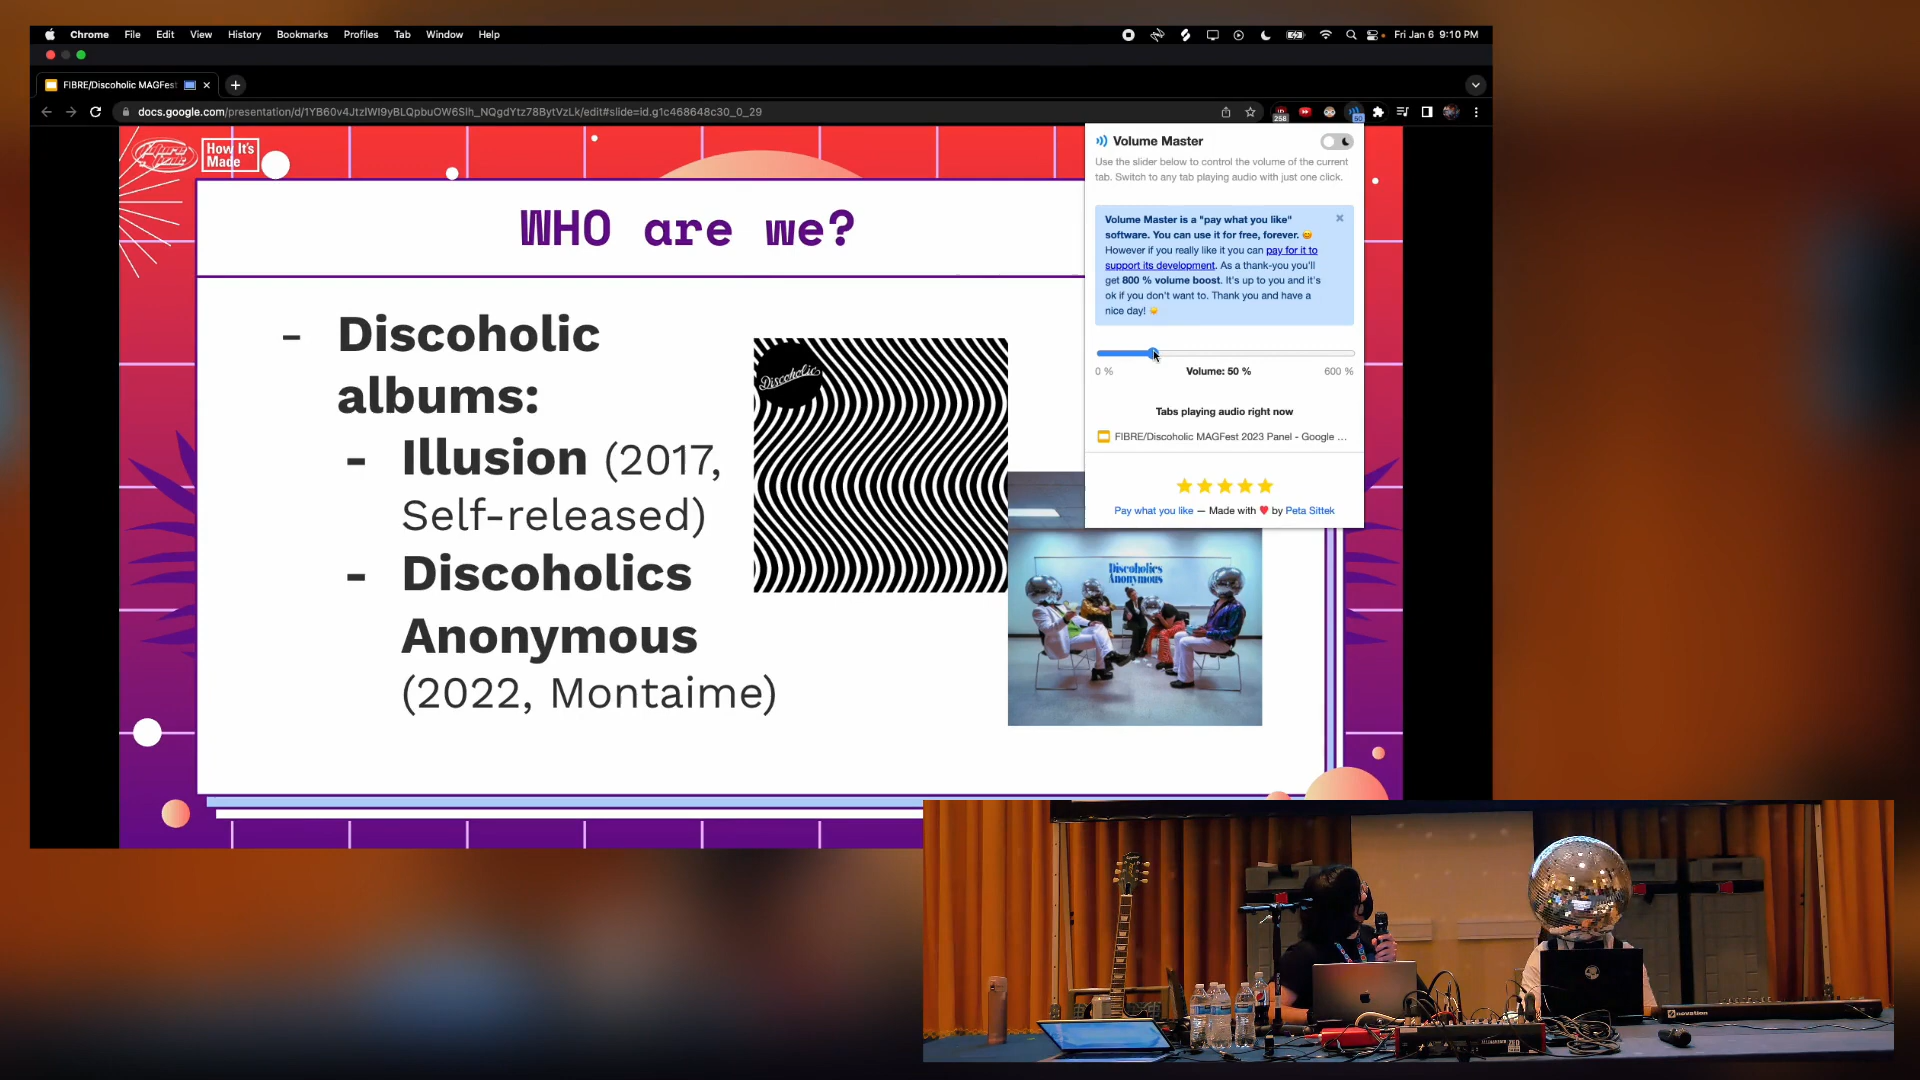 Chrome File Edit View History Bookmarks Profiles Tab Window Help Fri Jan 6 9:10 PM
FIBRE/Discoholic MAGFest
docs.google.com/presentation/d/1YB60v4JtzIWI9yBLQpbuOW6Slh_NQgdYtz78BytVzLk/edit#slide=id.g1c468648c30_0_29
258
50
How It's
Made
WHO are we?
- Discoholic
albums:
- Illusion (2017,
Self-released)
- Discoholics
Anonymous
(2022, Montaime)
Discoholic
Discoholics
Anonymous
Volume Master
Use the slider below to control the volume of the current
tab. Switch to any tab playing audio with just one click.
Volume Master is a "pay what you like"
software. You can use it for free, forever. 😊
However if you really like it you can pay for it to
support its development. As a thank-you you'll
get 800 % volume boost. It's up to you and it's
ok if you don't want to. Thank you and have a
nice day!
0 % Volume: 50 % 600 %
Tabs playing audio right now
FIBRE/Discoholic MAGFest 2023 Panel - Google ...
Pay what you like — Made with ❤ by Peta Sittek
novation